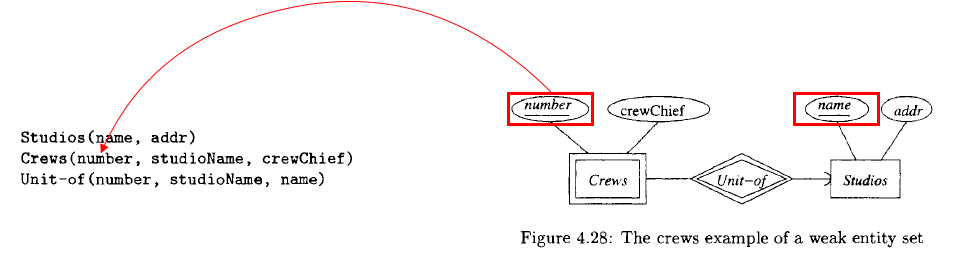 number
crewChief
name
addr
Studios(name, addr)
Crews(number, studioName, crewChief)
Unit-of(number, studioName, name)
Crews
Unit-of
Studios
Figure 4.28: The crews example of a weak entity set